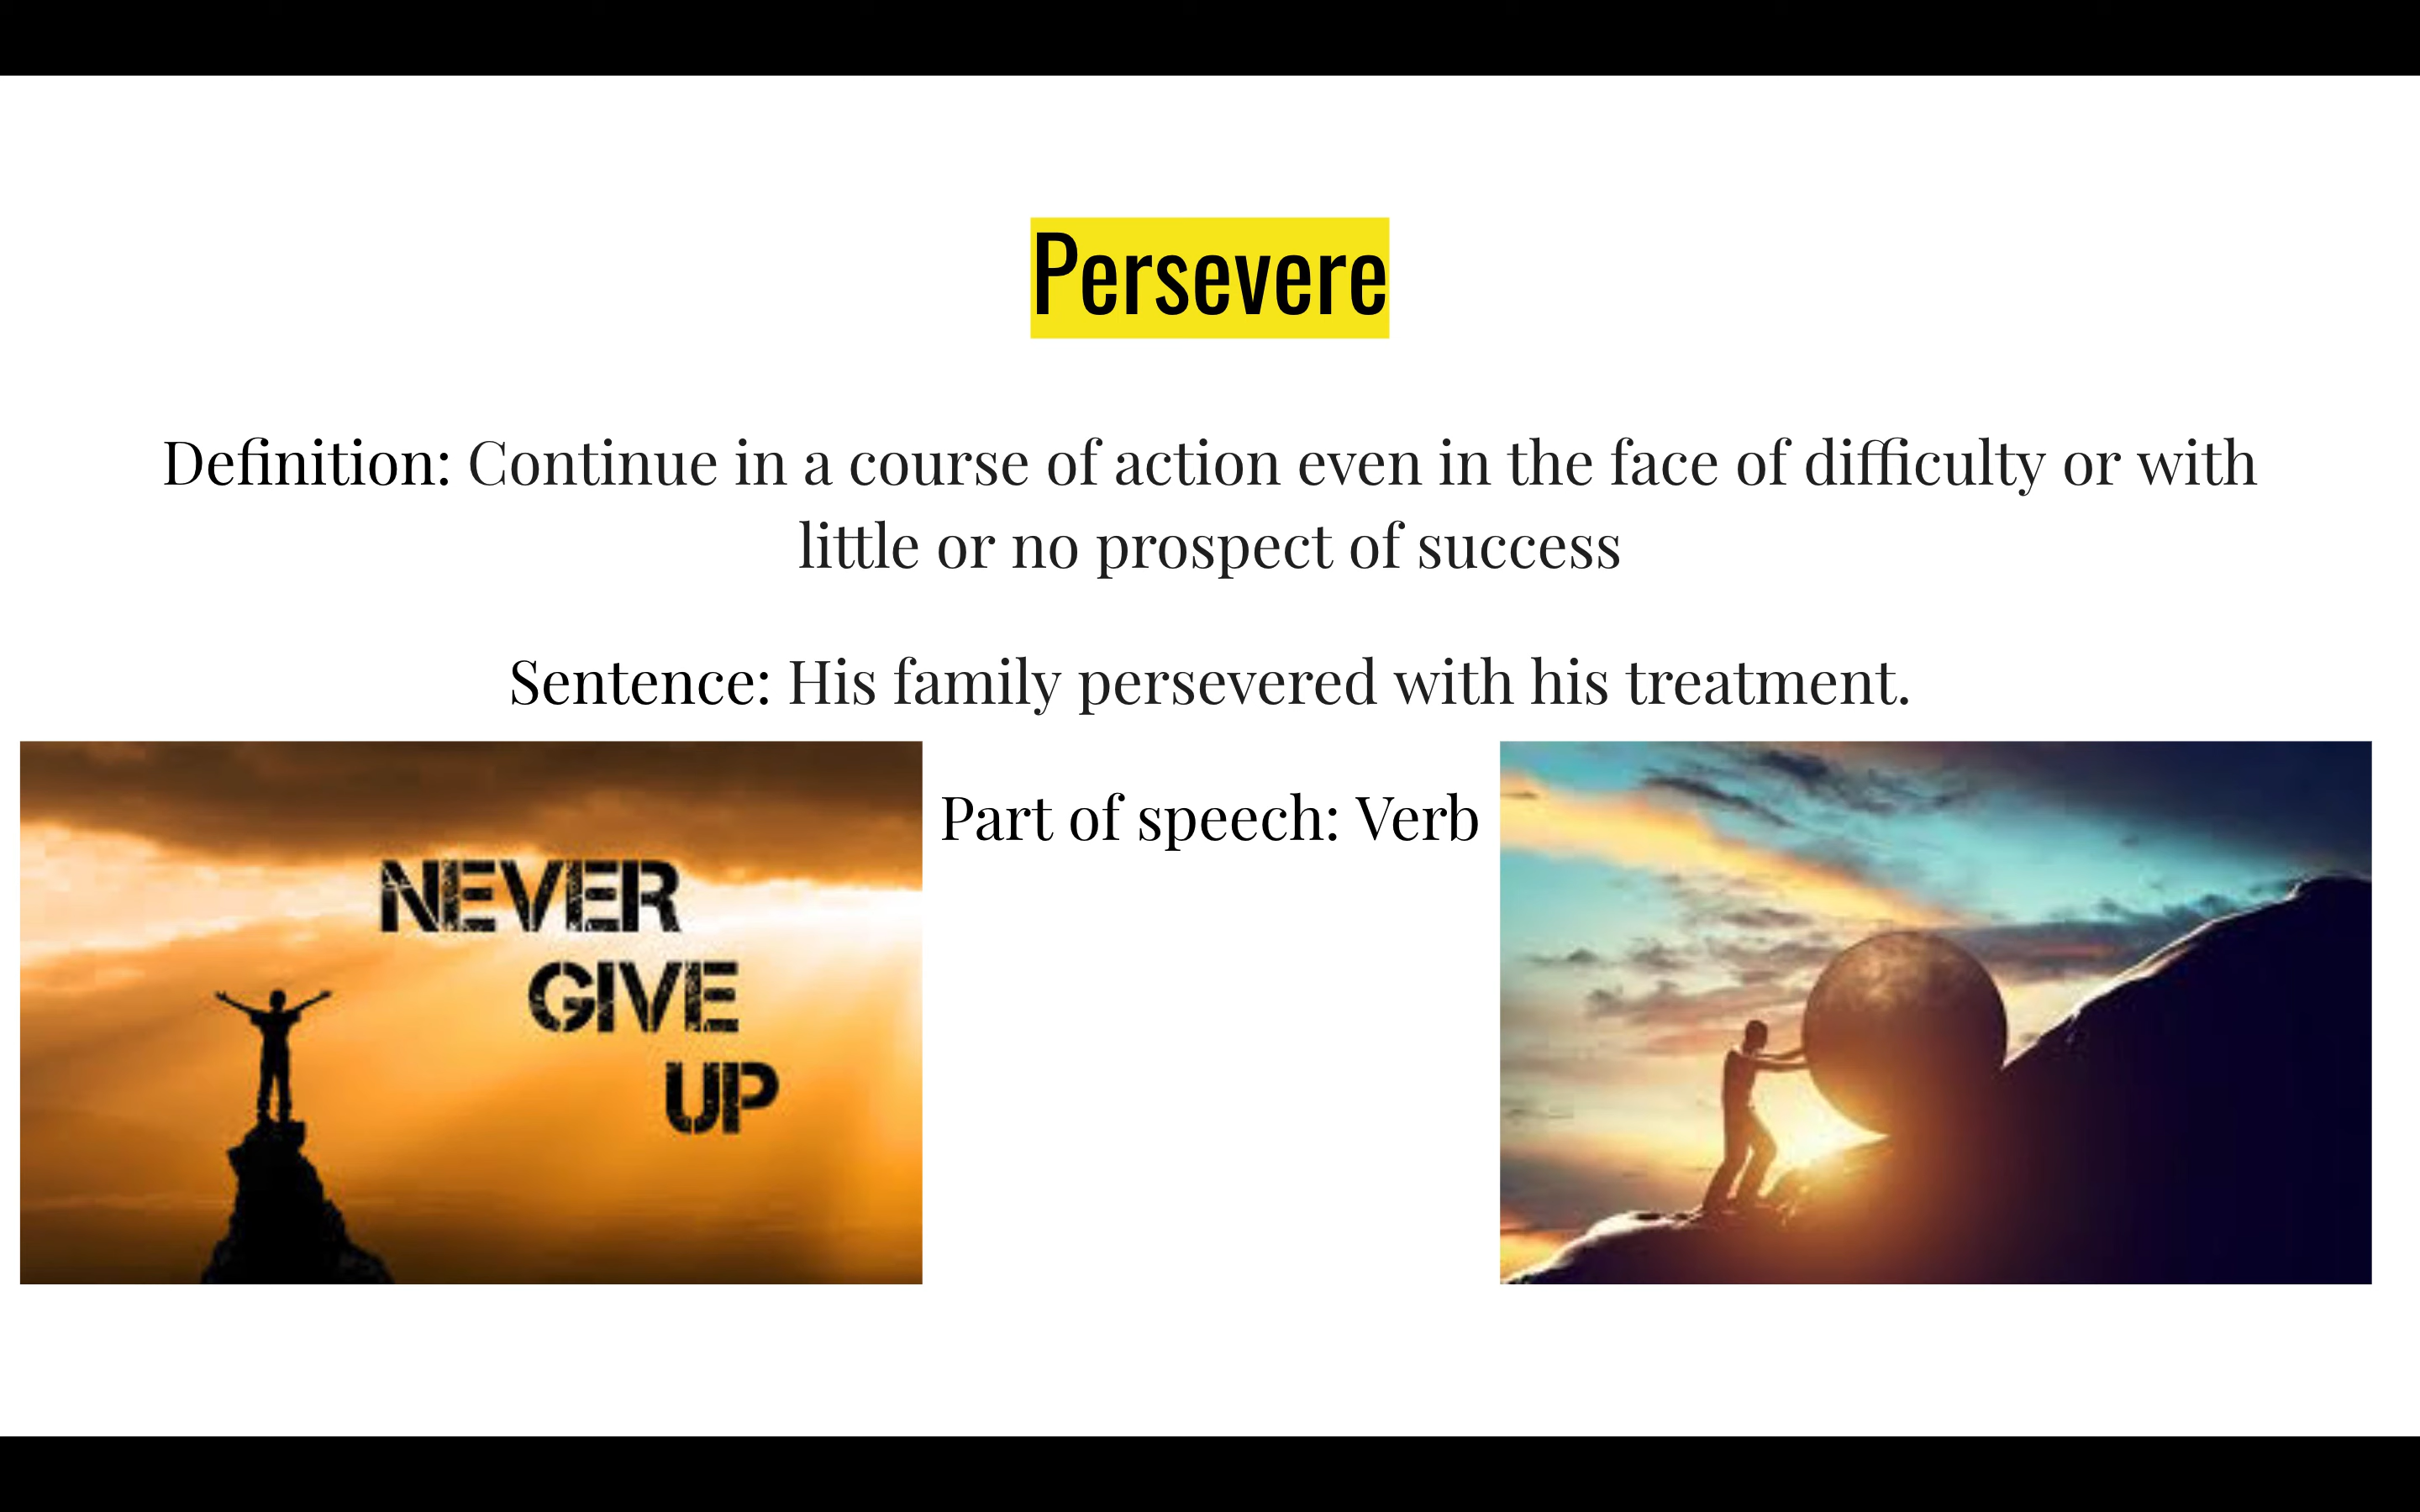 Persevere
Definition: Continue in a course of action even in the face of difficulty or with
little or no prospect of success
Sentence: His family persevered with his treatment.
Part of speech: Verb
NEVER
GIVE
UP